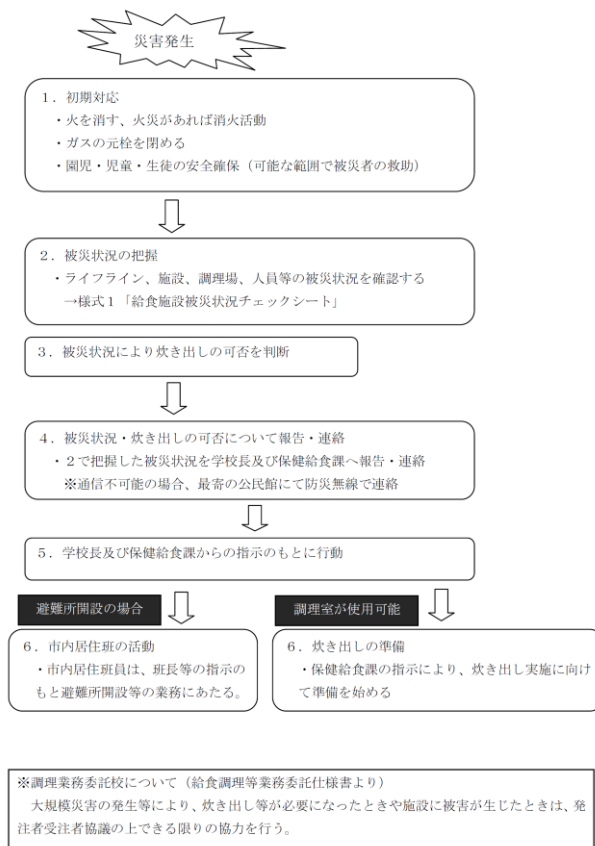 災害発生
１．初期対応
・火を消す、火災があれば消火活動
・ガスの元栓を閉める
・園児・児童・生徒の安全確保（可能な範囲で被災者の救助）
２．被災状況の把握
・ライフライン、施設、調理場、人員等の被災状況を確認する
→様式１「給食施設被災状況チェックシート」
３．被災状況により炊き出しの可否を判断
４．被災状況・炊き出しの可否について報告・連絡
・２で把握した被災状況を学校長及び保健給食課へ報告・連絡
※通信不可能の場合、最寄の公民館にて防災無線で連絡
５．学校長及び保健給食課からの指示のもとに行動
避難所開設の場合
６．市内居住班の活動
・市内居住班員は、班長等の指示の
もと避難所開設等の業務にあたる。
調理室が使用可能
６．炊き出しの準備
・保健給食課の指示により、炊き出し実施に向け
て準備を始める
※調理業務委託校について（給食調理等業務委託仕様書より）
大規模災害の発生等により、炊き出し等が必要になったときや施設に被害が生じたときは、発
注者受注者協議の上できる限りの協力を行う。